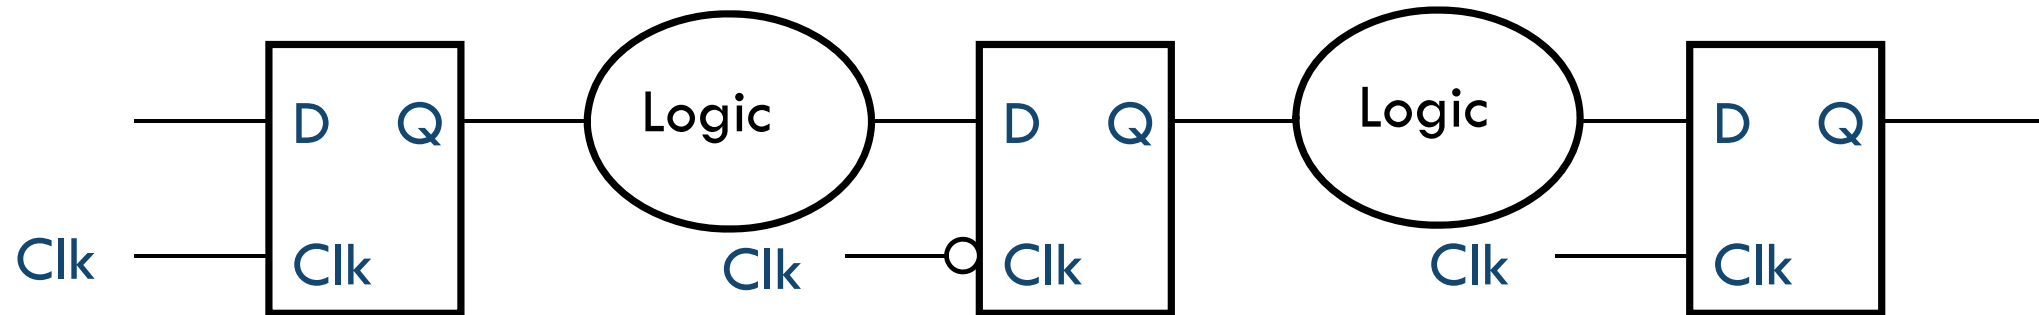 D Q Logic D Q Logic D Q
Clk Clk Clk Clk Clk Clk